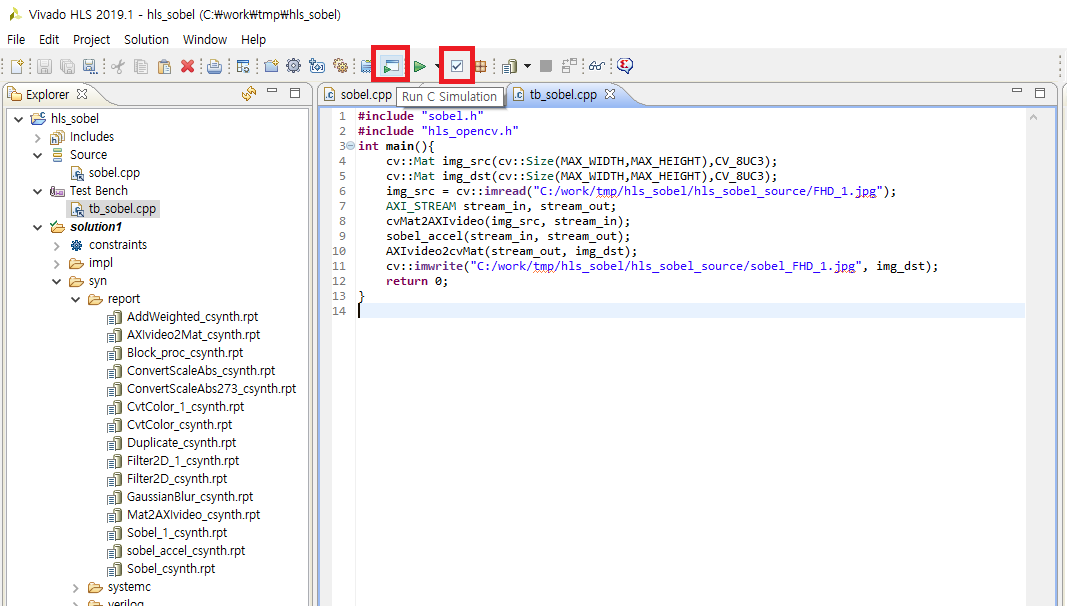 Vivado HLS 2019.1 - hls_sobel (C:₩work₩tmp₩hls_sobel)
File Edit Project Solution Window Help
Explorer
sobel.cpp
Run C Simulation
tb_sobel.cpp
hls_sobel
Includes
Source
sobel.cpp
Test Bench
tb_sobel.cpp
solution1
constraints
impl
syn
report
AddWeighted_csynth.rpt
AXIvideo2Mat_csynth.rpt
Block_proc_csynth.rpt
ConvertScaleAbs_csynth.rpt
ConvertScaleAbs273_csynth.rpt
CvtColor_1_csynth.rpt
CvtColor_csynth.rpt
Duplicate_csynth.rpt
Filter2D_1_csynth.rpt
Filter2D_csynth.rpt
GaussianBlur_csynth.rpt
Mat2AXIvideo_csynth.rpt
Sobel_1_csynth.rpt
sobel_accel_csynth.rpt
Sobel_csynth.rpt
systemc
verilog
1 #include "sobel.h"
2 #include "hls_opencv.h"
3 int main(){
4 cv::Mat img_src(cv::Size(MAX_WIDTH,MAX_HEIGHT),CV_8UC3);
5 cv::Mat img_dst(cv::Size(MAX_WIDTH,MAX_HEIGHT),CV_8UC3);
6 img_src = cv::imread("C:/work/tmp/hls_sobel/hls_sobel_source/FHD_1.jpg");
7 AXI_STREAM stream_in, stream_out;
8 cvMat2AXIvideo(img_src, stream_in);
9 sobel_accel(stream_in, stream_out);
10 AXIvideo2cvMat(stream_out, img_dst);
11 cv::imwrite("C:/work/tmp/hls_sobel/hls_sobel_source/sobel_FHD_1.jpg", img_dst);
12 return 0;
13 }
14